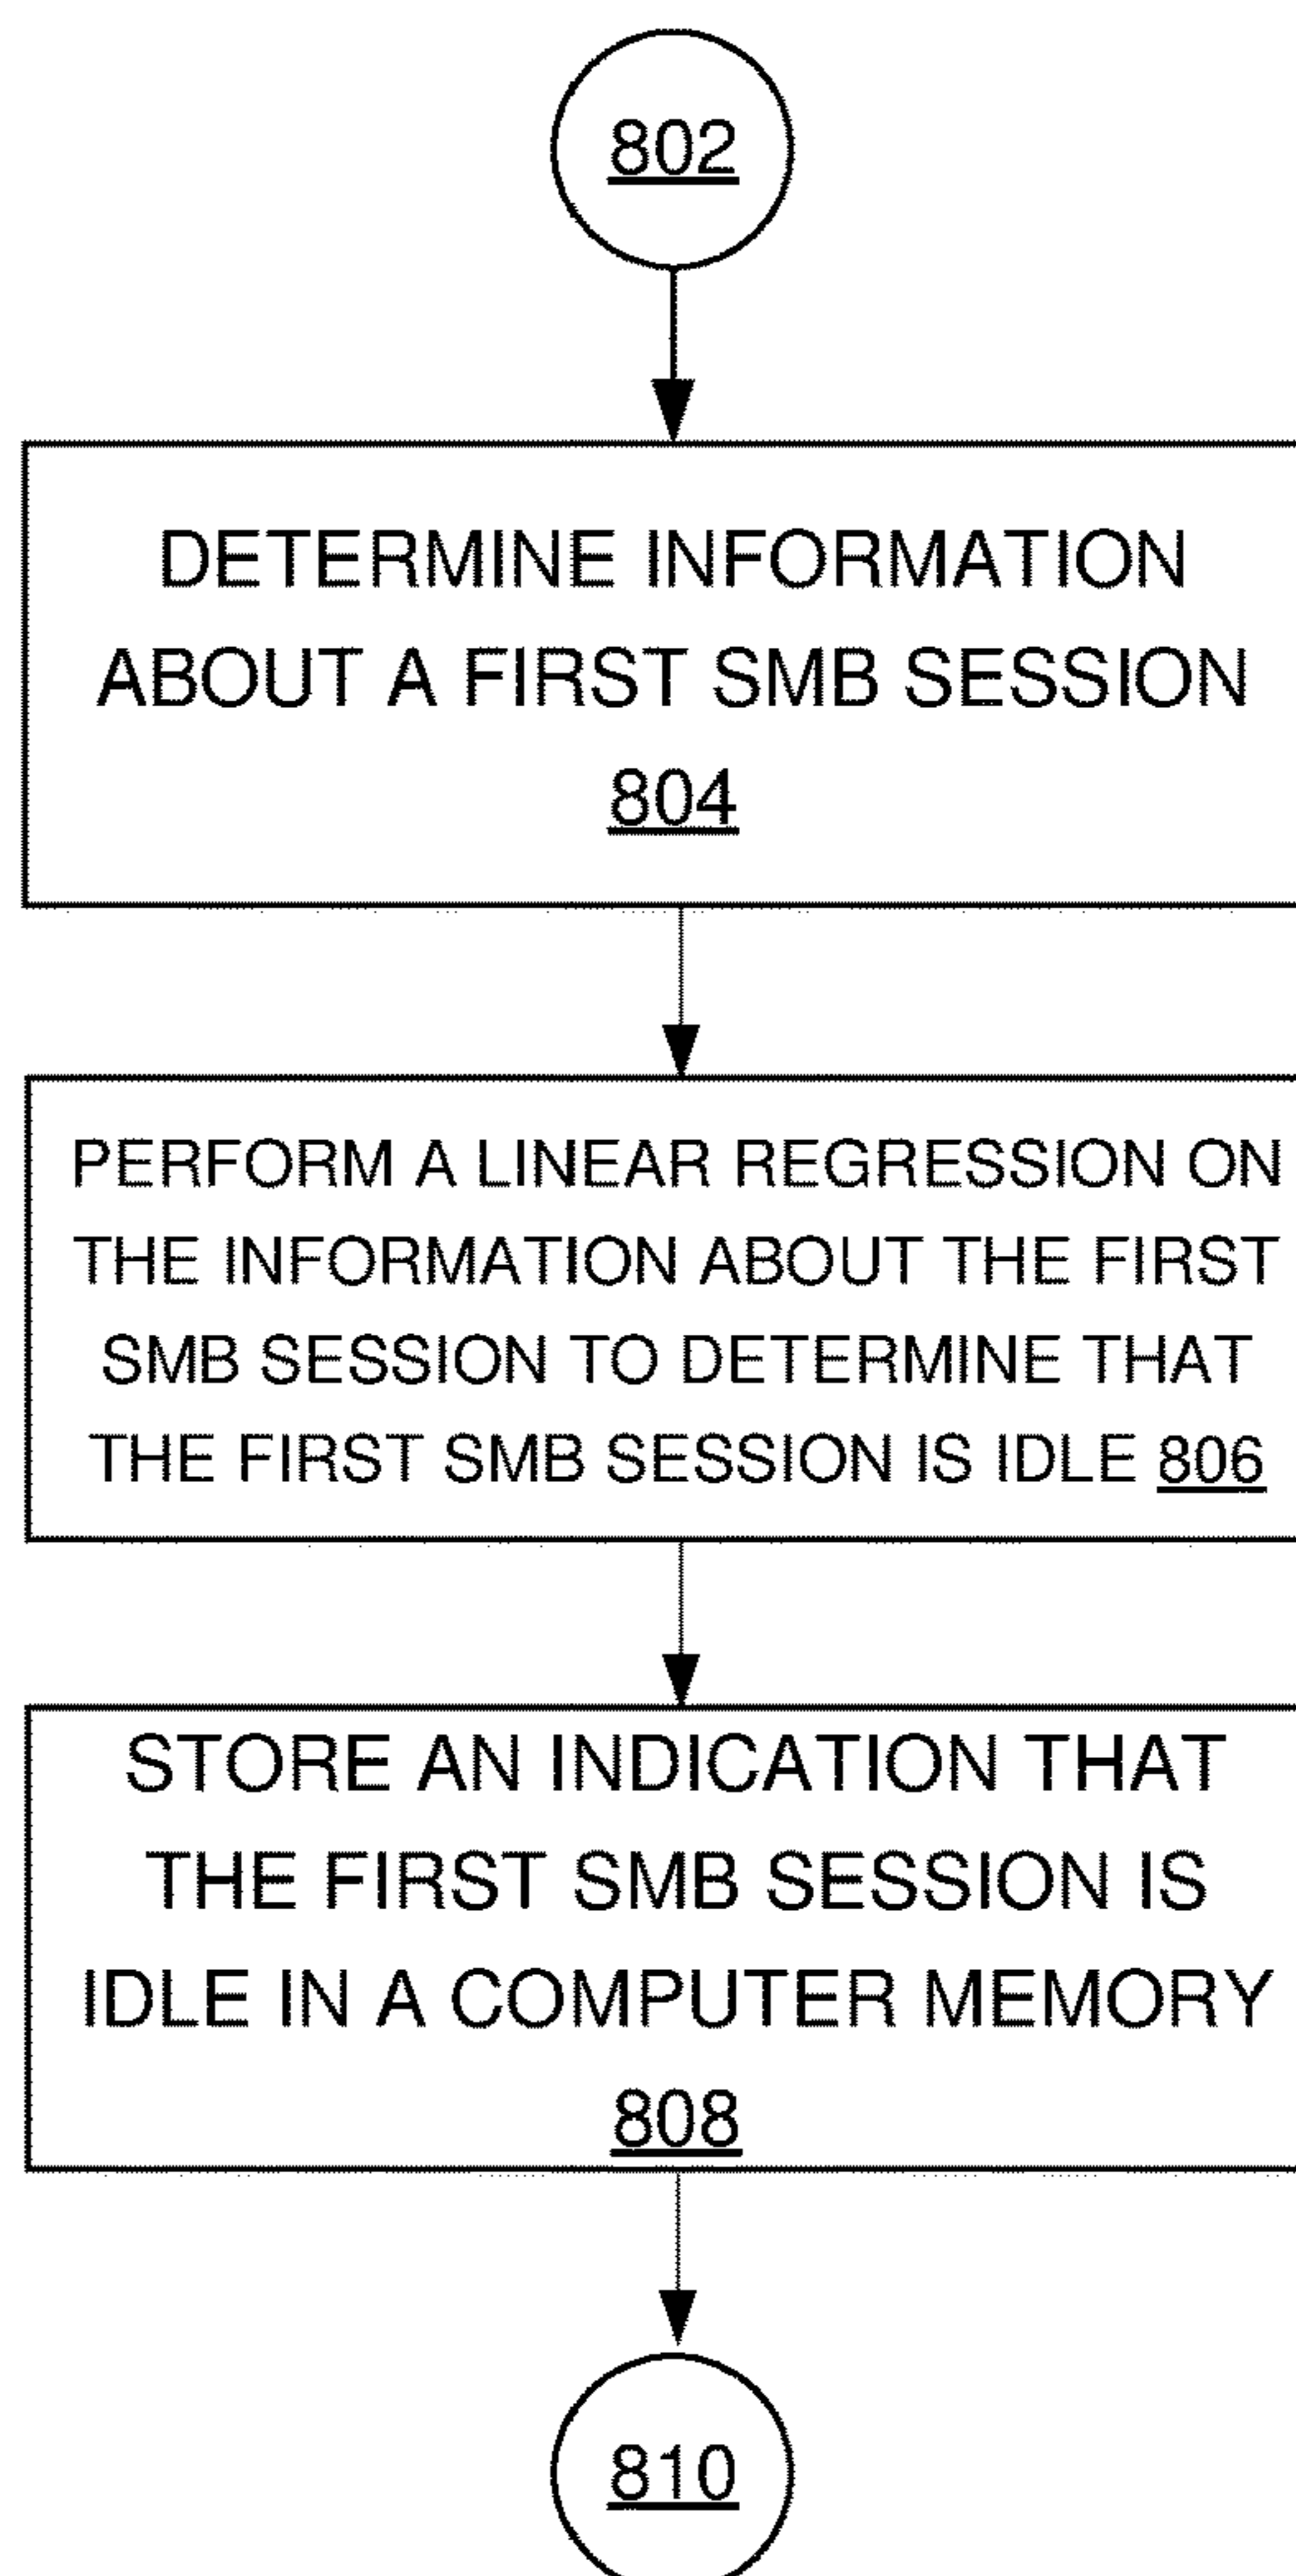 802
DETERMINE INFORMATION
ABOUT A FIRST SMB SESSION
804
PERFORM A LINEAR REGRESSION ON
THE INFORMATION ABOUT THE FIRST
SMB SESSION TO DETERMINE THAT
THE FIRST SMB SESSION IS IDLE 806
STORE AN INDICATION THAT
THE FIRST SMB SESSION IS
IDLE IN A COMPUTER MEMORY
808
810